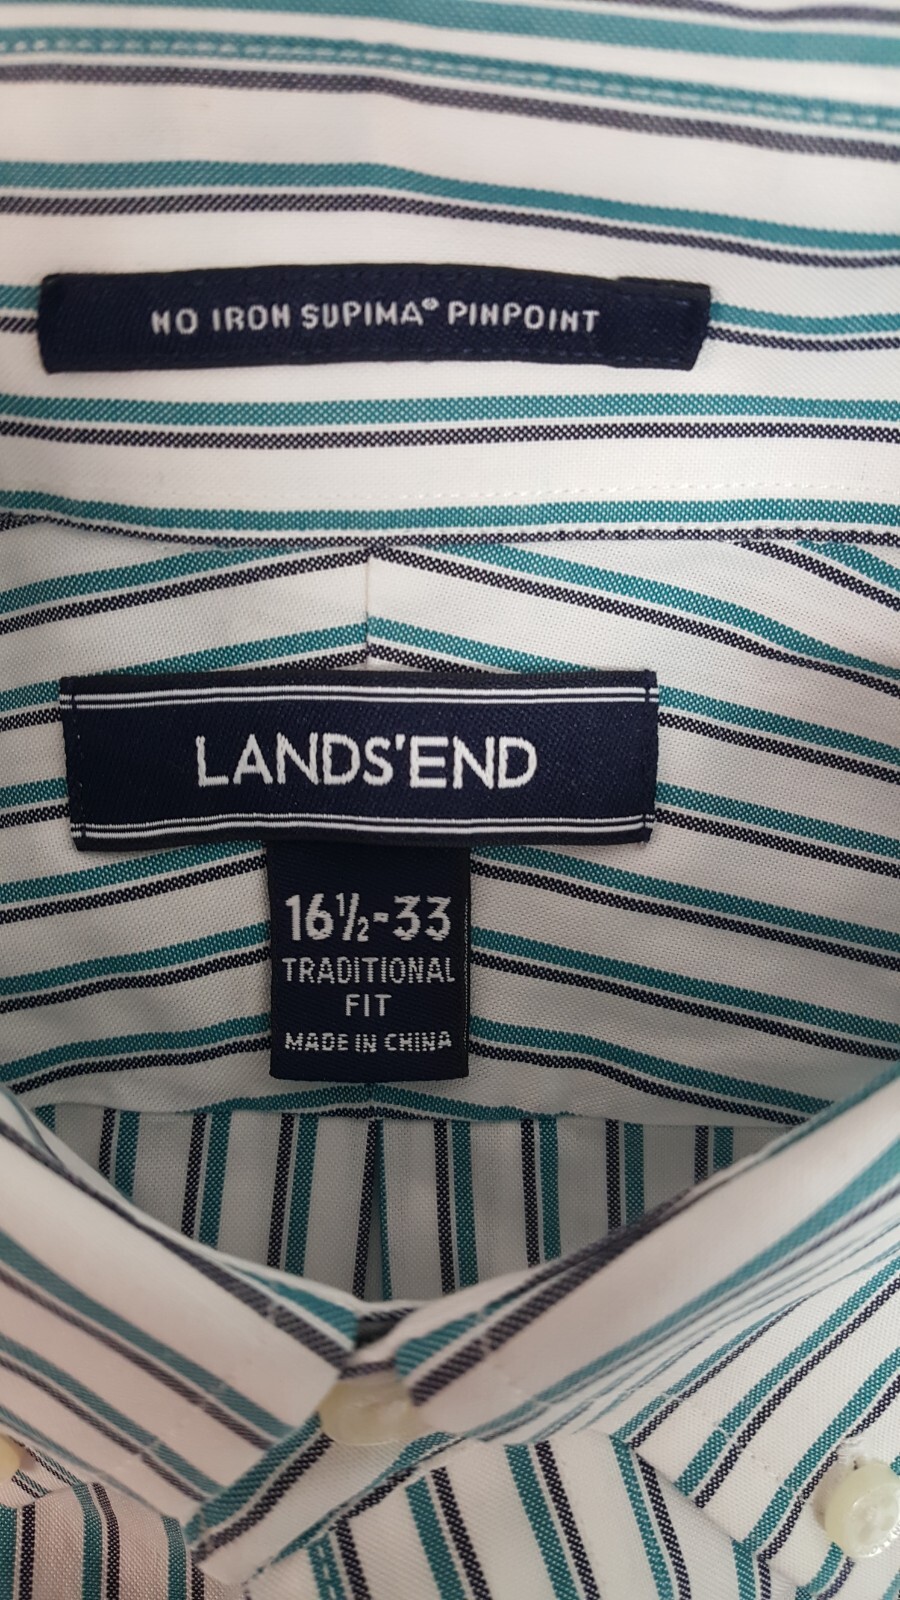 NO IRON SUPIMA® PINPOINT
LANDS'END
16½-33
TRADITIONAL
FIT
MADE IN CHINA